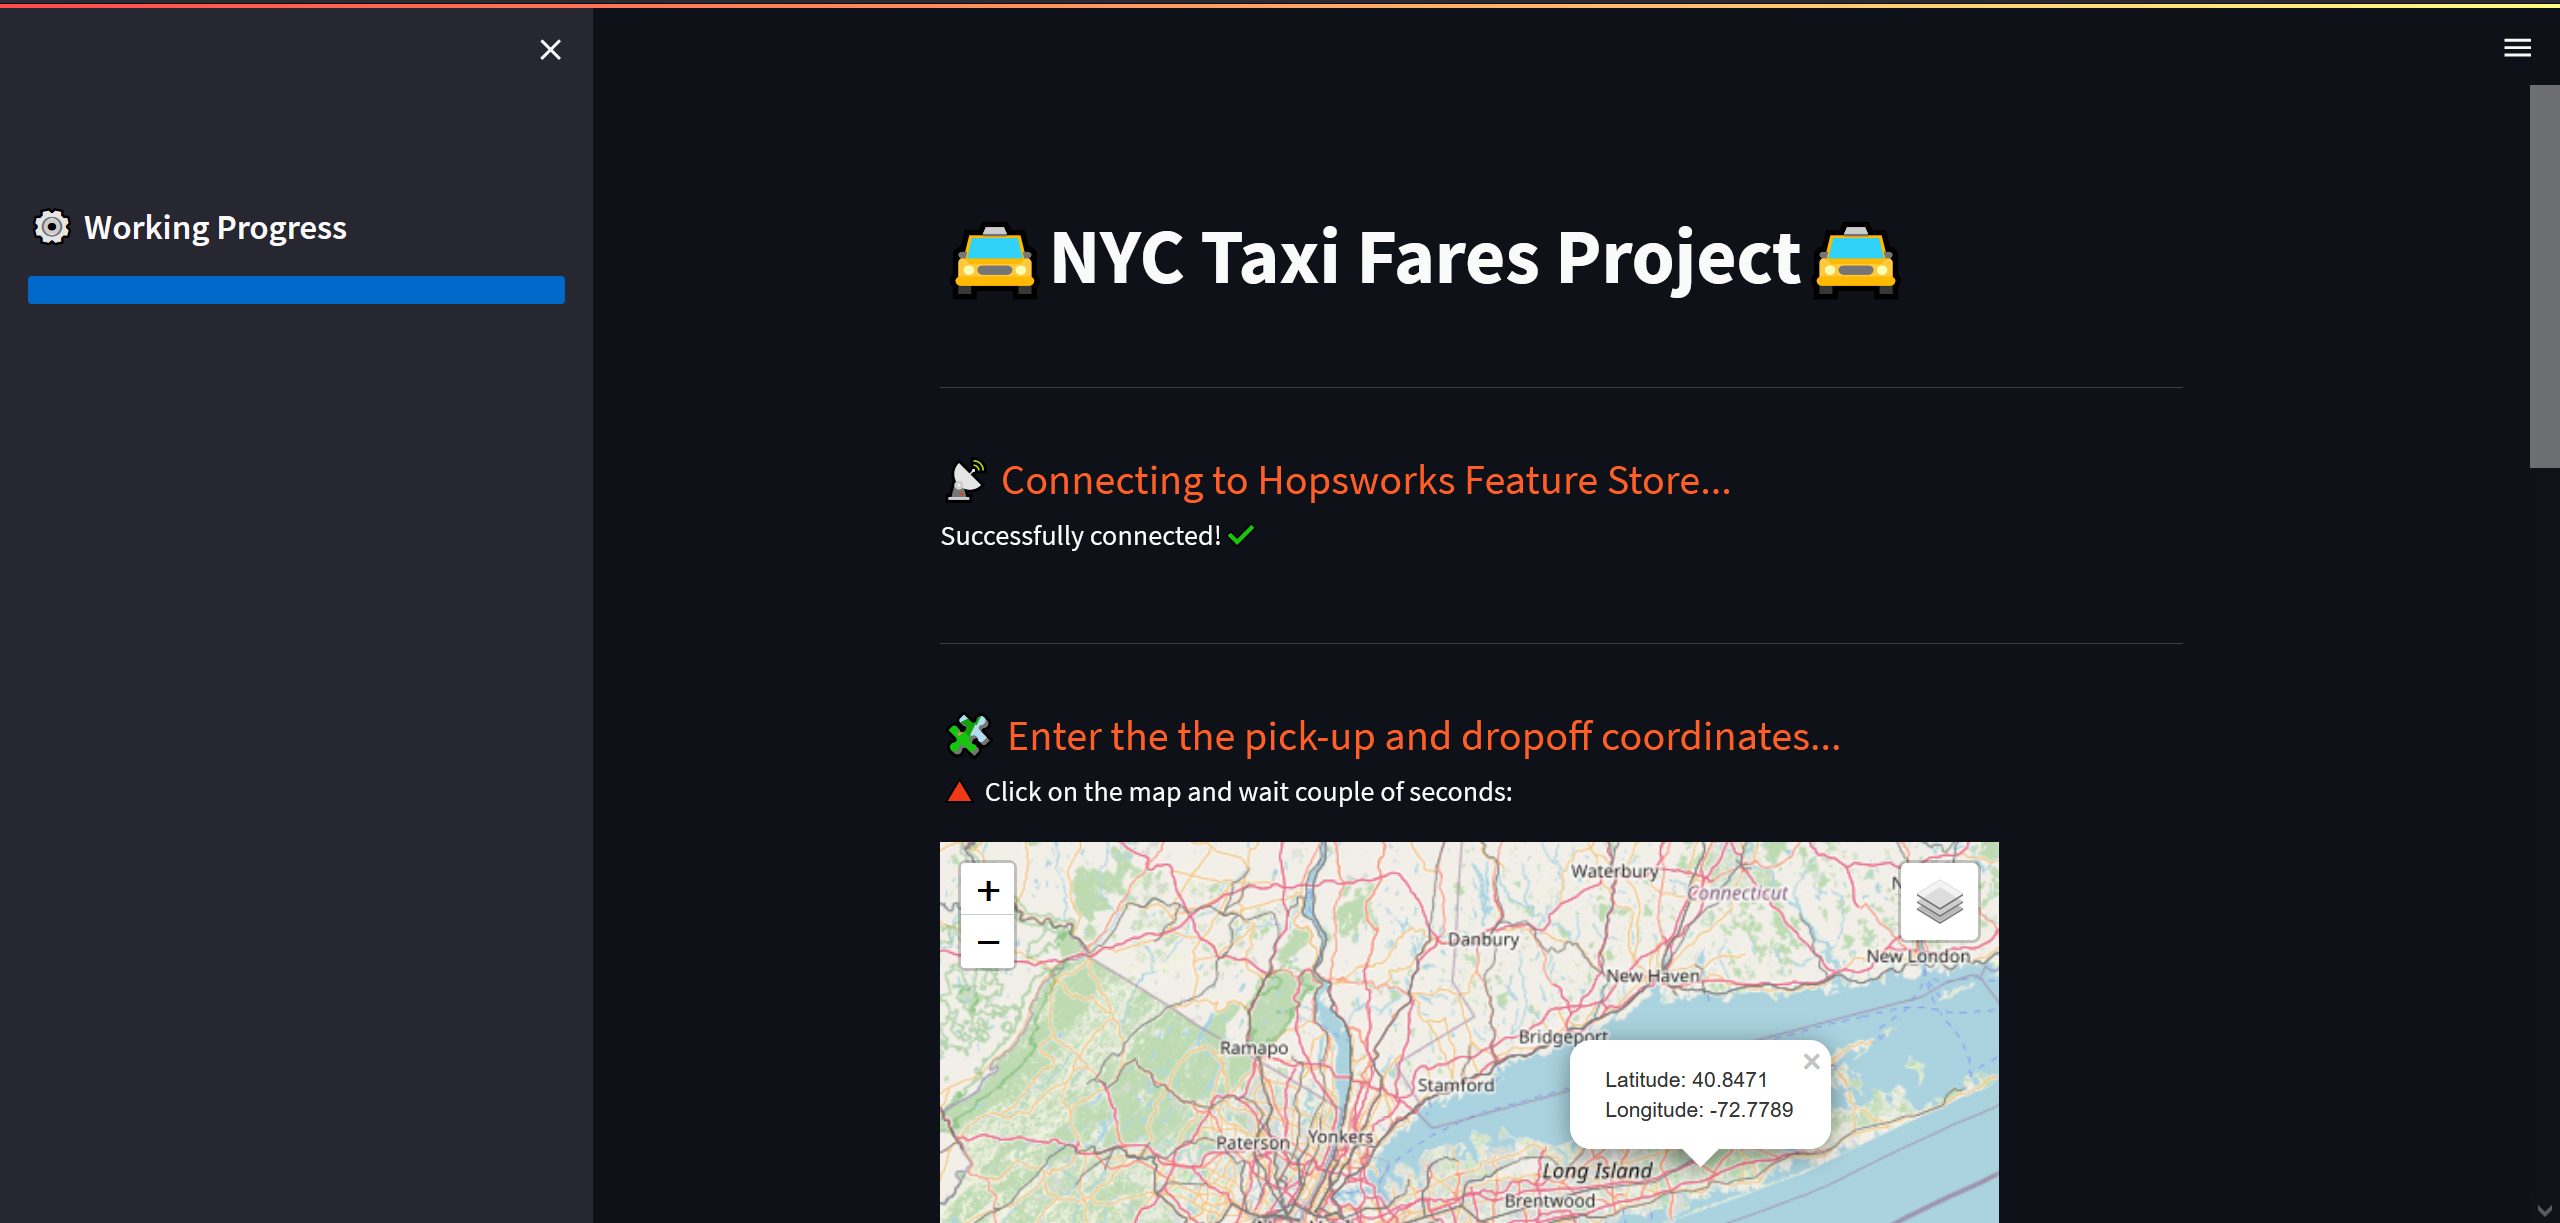 Working Progress
NYC Taxi Fares Project
Connecting to Hopsworks Feature Store...
Successfully connected!
Enter the the pick-up and dropoff coordinates...
Click on the map and wait couple of seconds:
+
−
Waterbury
Connecticut
Danbury
New London
New Haven
Bridgeport
Ramapo
Latitude: 40.8471
Longitude: -72.7789
Stamford
Paterson
Yonkers
Long Island
Brentwood